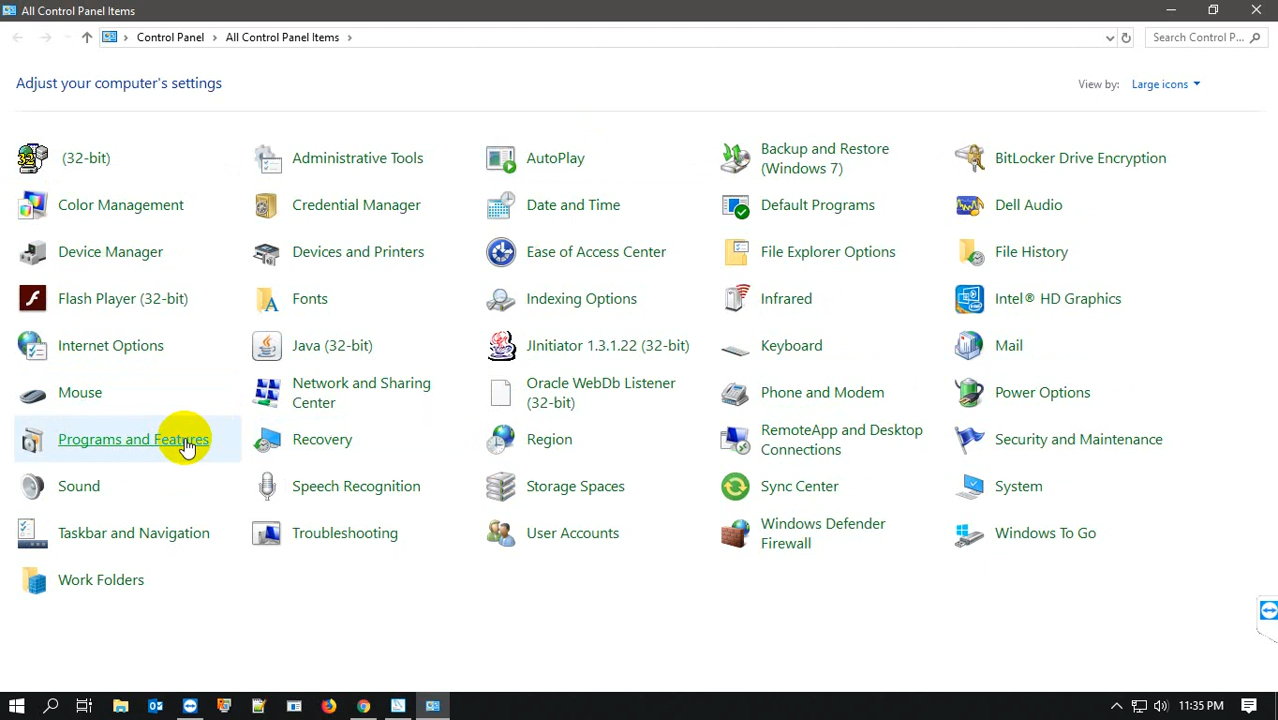 All Control Panel Items
Control Panel > All Control Panel Items >
Search Control P...
Adjust your computer's settings
View by: Large icons
(32-bit)
Administrative Tools
AutoPlay
Backup and Restore
(Windows 7)
BitLocker Drive Encryption
Color Management
Credential Manager
Date and Time
Default Programs
Dell Audio
Device Manager
Devices and Printers
Ease of Access Center
File Explorer Options
File History
Flash Player (32-bit)
Fonts
Indexing Options
Infrared
Intel® HD Graphics
Internet Options
Java (32-bit)
JInitiator 1.3.1.22 (32-bit)
Keyboard
Mail
Mouse
Network and Sharing
Center
Oracle WebDb Listener
(32-bit)
Phone and Modem
Power Options
Programs and Features
Recovery
Region
RemoteApp and Desktop
Connections
Security and Maintenance
Sound
Speech Recognition
Storage Spaces
Sync Center
System
Taskbar and Navigation
Troubleshooting
User Accounts
Windows Defender
Firewall
Windows To Go
Work Folders
11:35 PM